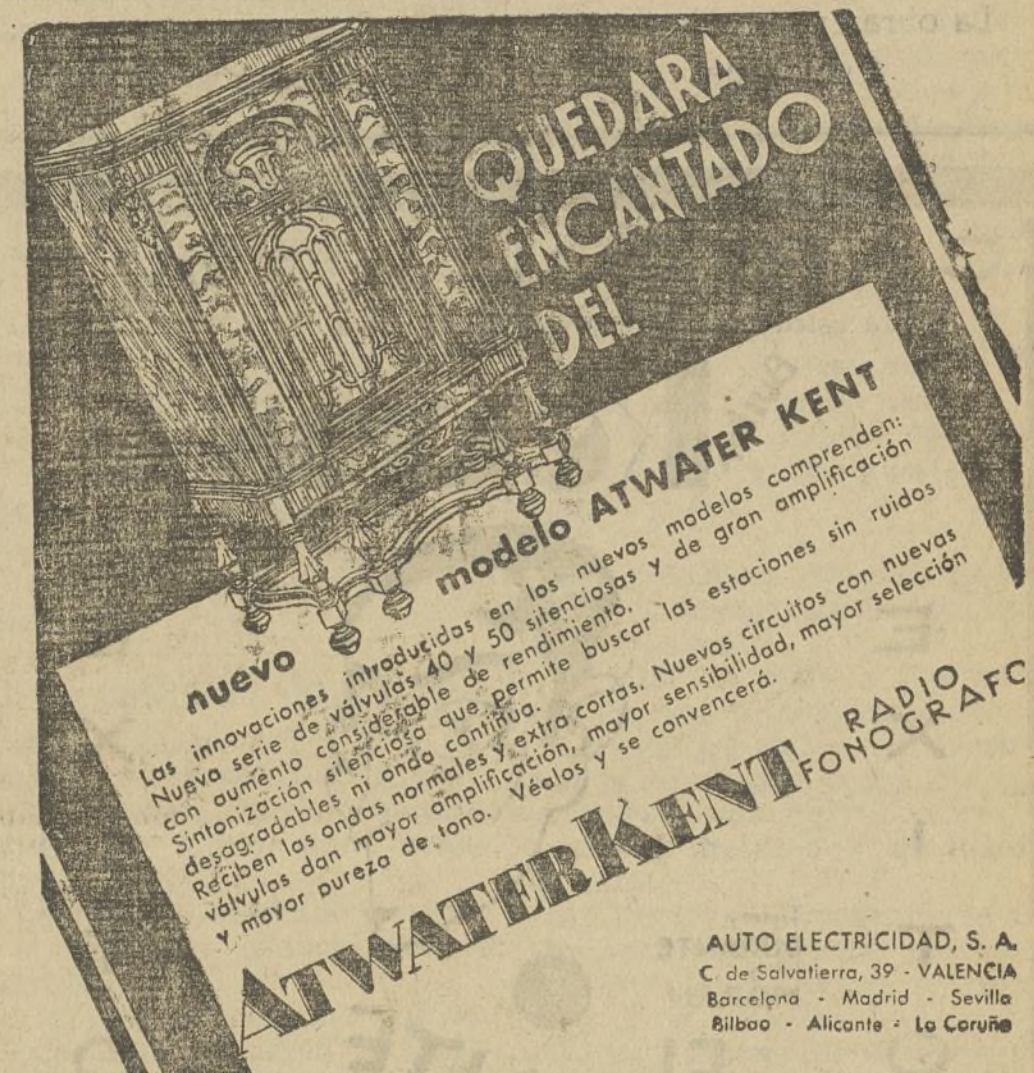 La obra
QUEDARA
ENCANTADO
DEL
nuevo modelo ATWATER KENT
Las innovaciones introducidas en los nuevos modelos comprenden:
Nueva serie de válvulas 40 y 50 silenciosas y de gran amplificación
con aumento considerable de rendimiento.
Sintonización silenciosa que permite buscar las estaciones sin ruidos
desagradables ni onda continua.
Reciben las ondas normales y extra cortas. Nuevos circuitos con nuevas
válvulas dan mayor amplificación, mayor sensibilidad, mayor selección
y mayor pureza de tono. Véalos y se convencerá.
ATWATER KENT
RADIO
FONOGRAFO
AUTO ELECTRICIDAD, S. A.
C. de Salvatierra, 39 - VALENCIA
Barcelona - Madrid - Sevilla
Bilbao - Alicante - La Coruña